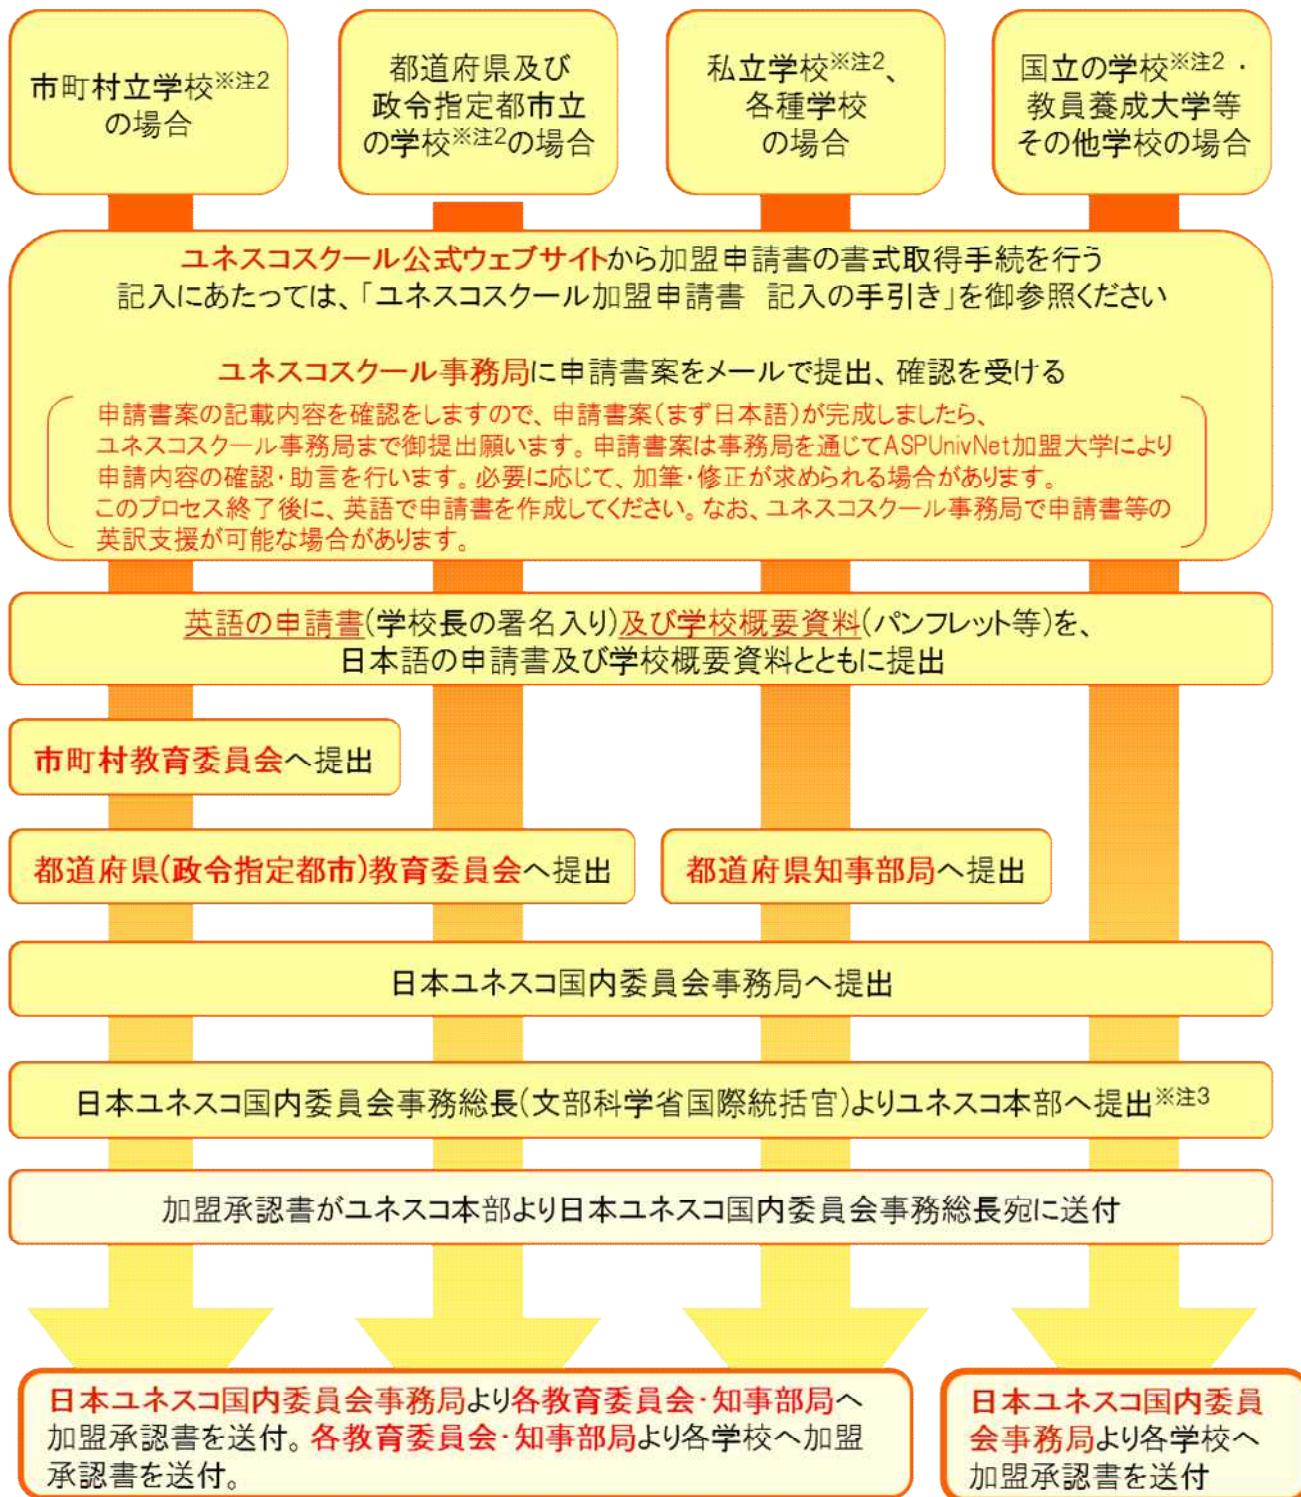 市町村立学校※注2
の場合
都道府県及び
政令指定都市立
の学校※注2の場合
私立学校※注2、
各種学校
の場合
国立の学校※注2・
教員養成大学等
その他学校の場合
ユネスコスクール公式ウェブサイトから加盟申請書の書式取得手続を行う
記入にあたっては、「ユネスコスクール加盟申請書 記入の手引き」を御参照ください
ユネスコスクール事務局に申請書案をメールで提出、確認を受ける
申請書案の記載内容を確認をしますので、申請書案(まず日本語)が完成しましたら、
ユネスコスクール事務局まで御提出願います。申請書案は事務局を通じてASPUnivNet加盟大学により
申請内容の確認・助言を行います。必要に応じて、加筆・修正が求められる場合があります。
このプロセス終了後に、英語で申請書を作成してください。なお、ユネスコスクール事務局で申請書等の
英訳支援が可能な場合があります。
英語の申請書(学校長の署名入り)及び学校概要資料(パンフレット等)を、
日本語の申請書及び学校概要資料とともに提出
市町村教育委員会へ提出
都道府県(政令指定都市)教育委員会へ提出
都道府県知事部局へ提出
日本ユネスコ国内委員会事務局へ提出
日本ユネスコ国内委員会事務総長(文部科学省国際統括官)よりユネスコ本部へ提出※注3
加盟承認書がユネスコ本部より日本ユネスコ国内委員会事務総長宛に送付
日本ユネスコ国内委員会事務局より各教育委員会・知事部局へ
加盟承認書を送付。各教育委員会・知事部局より各学校へ加盟
承認書を送付。
日本ユネスコ国内委員
会事務局より各学校へ
加盟承認書を送付